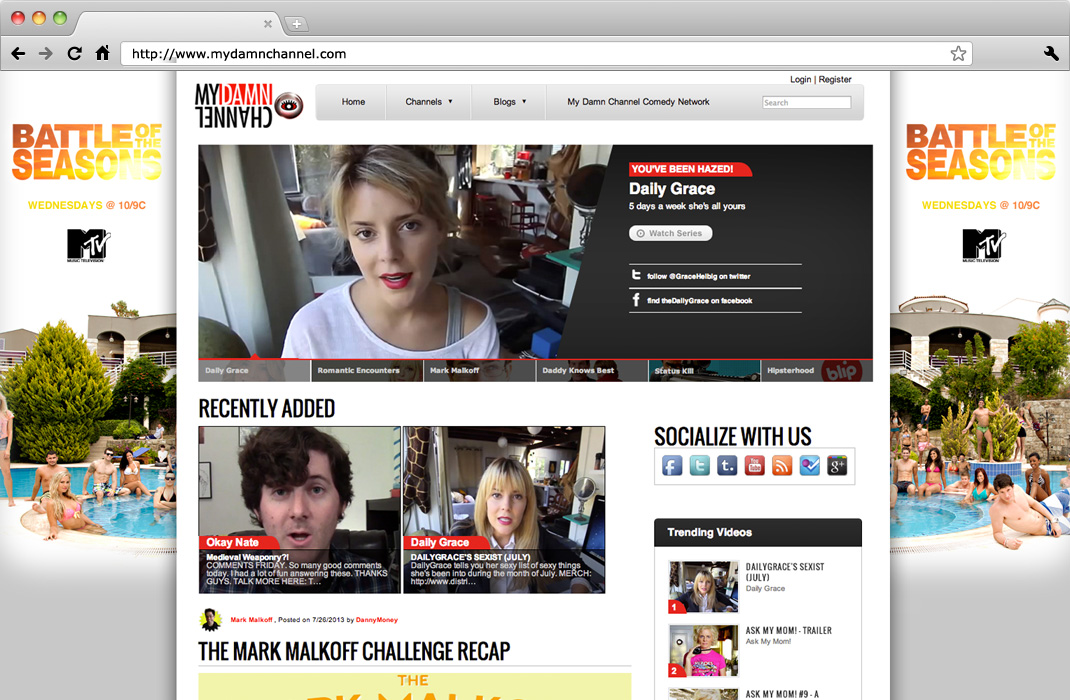 http://www.mydamnchannel.com
Login | Register
MY DAMN
CHANNEL
Home
Channels
Blogs
My Damn Channel Comedy Network
Search
BATTLE OF THE
SEASONS
WEDNESDAYS @ 10/9C
MTV
MUSIC TELEVISION
BATTLE OF THE
SEASONS
WEDNESDAYS @ 10/9C
MTV
MUSIC TELEVISION
YOU'VE BEEN HAZED!
Daily Grace
5 days a week she's all yours
Watch Series
follow @GraceHelbig on twitter
find theDailyGrace on facebook
Daily Grace
Romantic Encounters
Mark Malkoff
Daddy Knows Best
Status Kill
Hipsterhood
blip
RECENTLY ADDED
Okay Nate
Medieval Weaponry?!
COMMENTS FRIDAY. So many good comments
today. I had a lot of fun answering these. THANKS
GUYS. TALK MORE HERE: T...
Daily Grace
DAILYGRACE'S SEXIST (JULY)
DailyGrace tells you her sexy list of sexy things
she's been into during the month of July. MERCH:
http://www.distri...
SOCIALIZE WITH US
f
t
t.
You
Tube
g+
Trending Videos
1
DAILYGRACE'S SEXIST
(JULY)
Daily Grace
2
ASK MY MOM! - TRAILER
Ask My Mom!
ASK MY MOM! #9 - A
Mark Malkoff , Posted on 7/26/2013 by DannyMoney
THE MARK MALKOFF CHALLENGE RECAP
THE